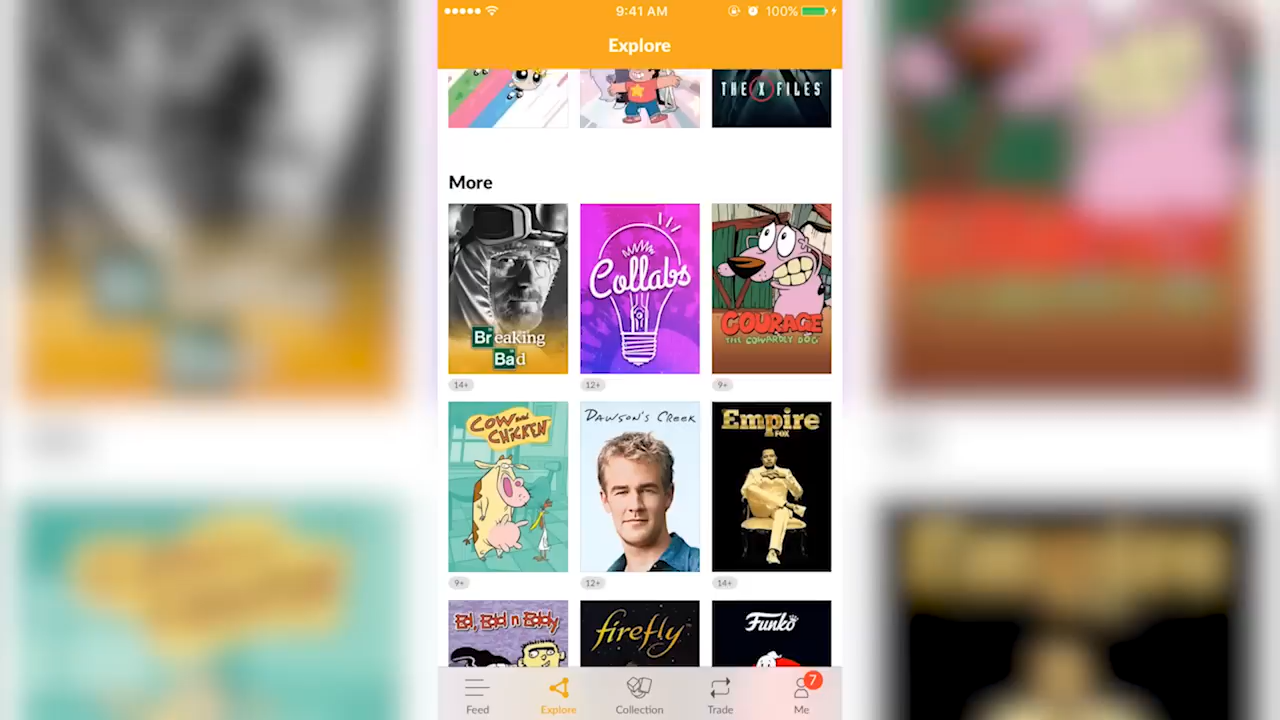 9:41 AM
100%
Explore
THE X FILES
More
Breaking
Bad
Collabs
COURAGE
THE COWARDLY DOG
14+
12+
9+
COW and
CHICKEN
DAWSON'S CREEK
Empire
FOX
9+
12+
14+
Ed, Edd n Eddy
firefly
Funko
7
Feed
Explore
Collection
Trade
Me